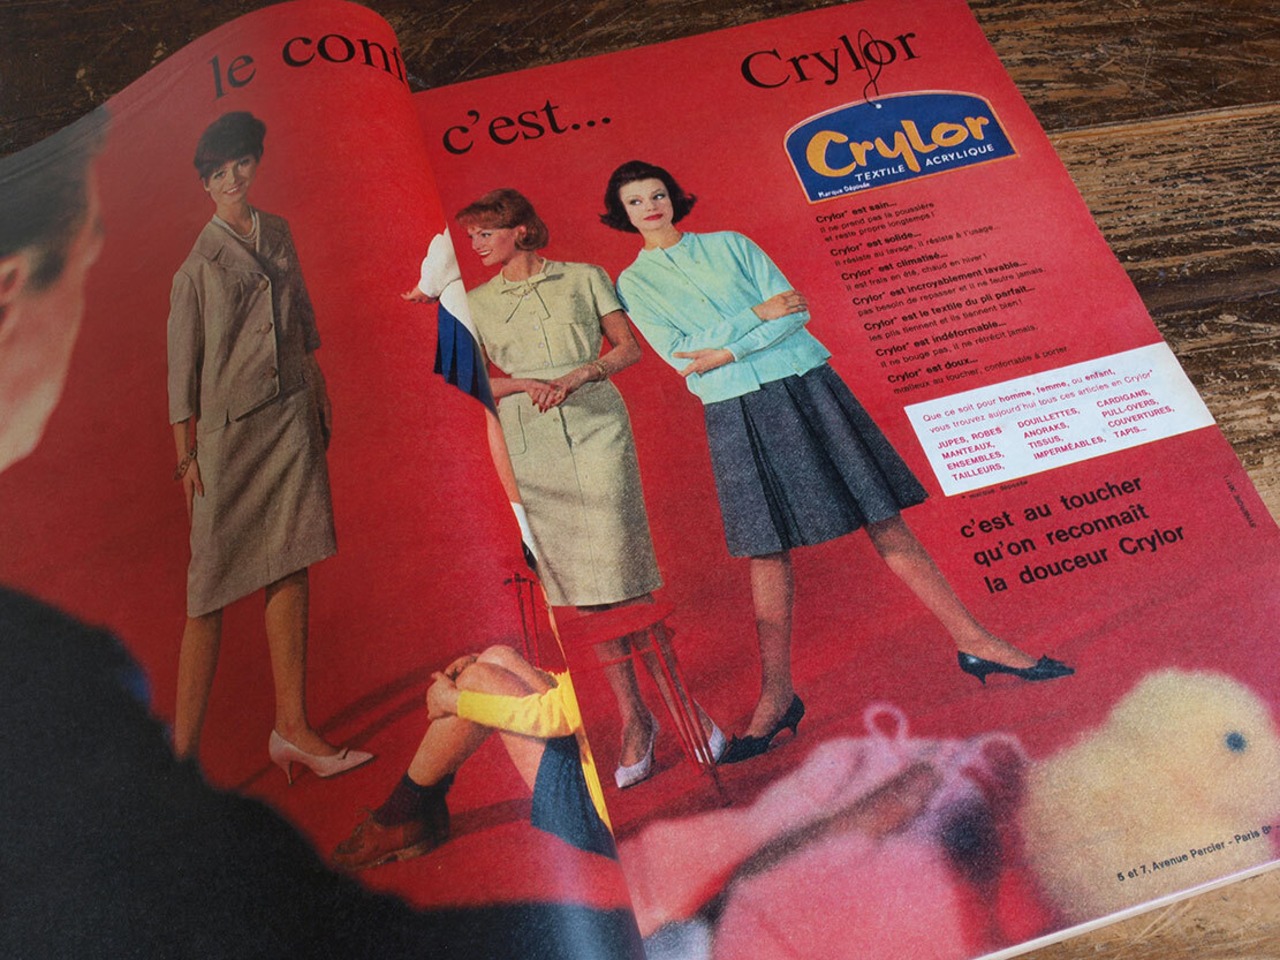 le conf
c'est...
Crylor
Crylor
TEXTILE ACRYLIQUE
Marque Déposée
Crylor* est sain...
il ne prend pas la poussière
et reste propre longtemps !
Crylor* est solide...
il résiste au lavage, il résiste à l'usage...
Crylor* est climatisé...
il est frais en été, chaud en hiver !
Crylor* est incroyablement lavable...
pas besoin de repasser et il ne feutre jamais.
Crylor* est le textile du pli parfait...
les plis tiennent et ils tiennent bien !
Crylor* est indéformable...
il ne bouge pas, il ne rétrécit jamais.
Crylor* est doux...
moelleux au toucher, confortable à porter
Que ce soit pour homme, femme, ou enfant,
vous trouvez aujourd'hui tous ces articles en Crylor*
JUPES, ROBES DOUILLETTES, CARDIGANS,
MANTEAUX, ANORAKS, PULL-OVERS,
ENSEMBLES, TISSUS, COUVERTURES,
TAILLEURS, IMPERMÉABLES, TAPIS...
* marque déposée
c'est au toucher
qu'on reconnaît
la douceur Crylor
5 et 7, Avenue Percier - Paris 8e